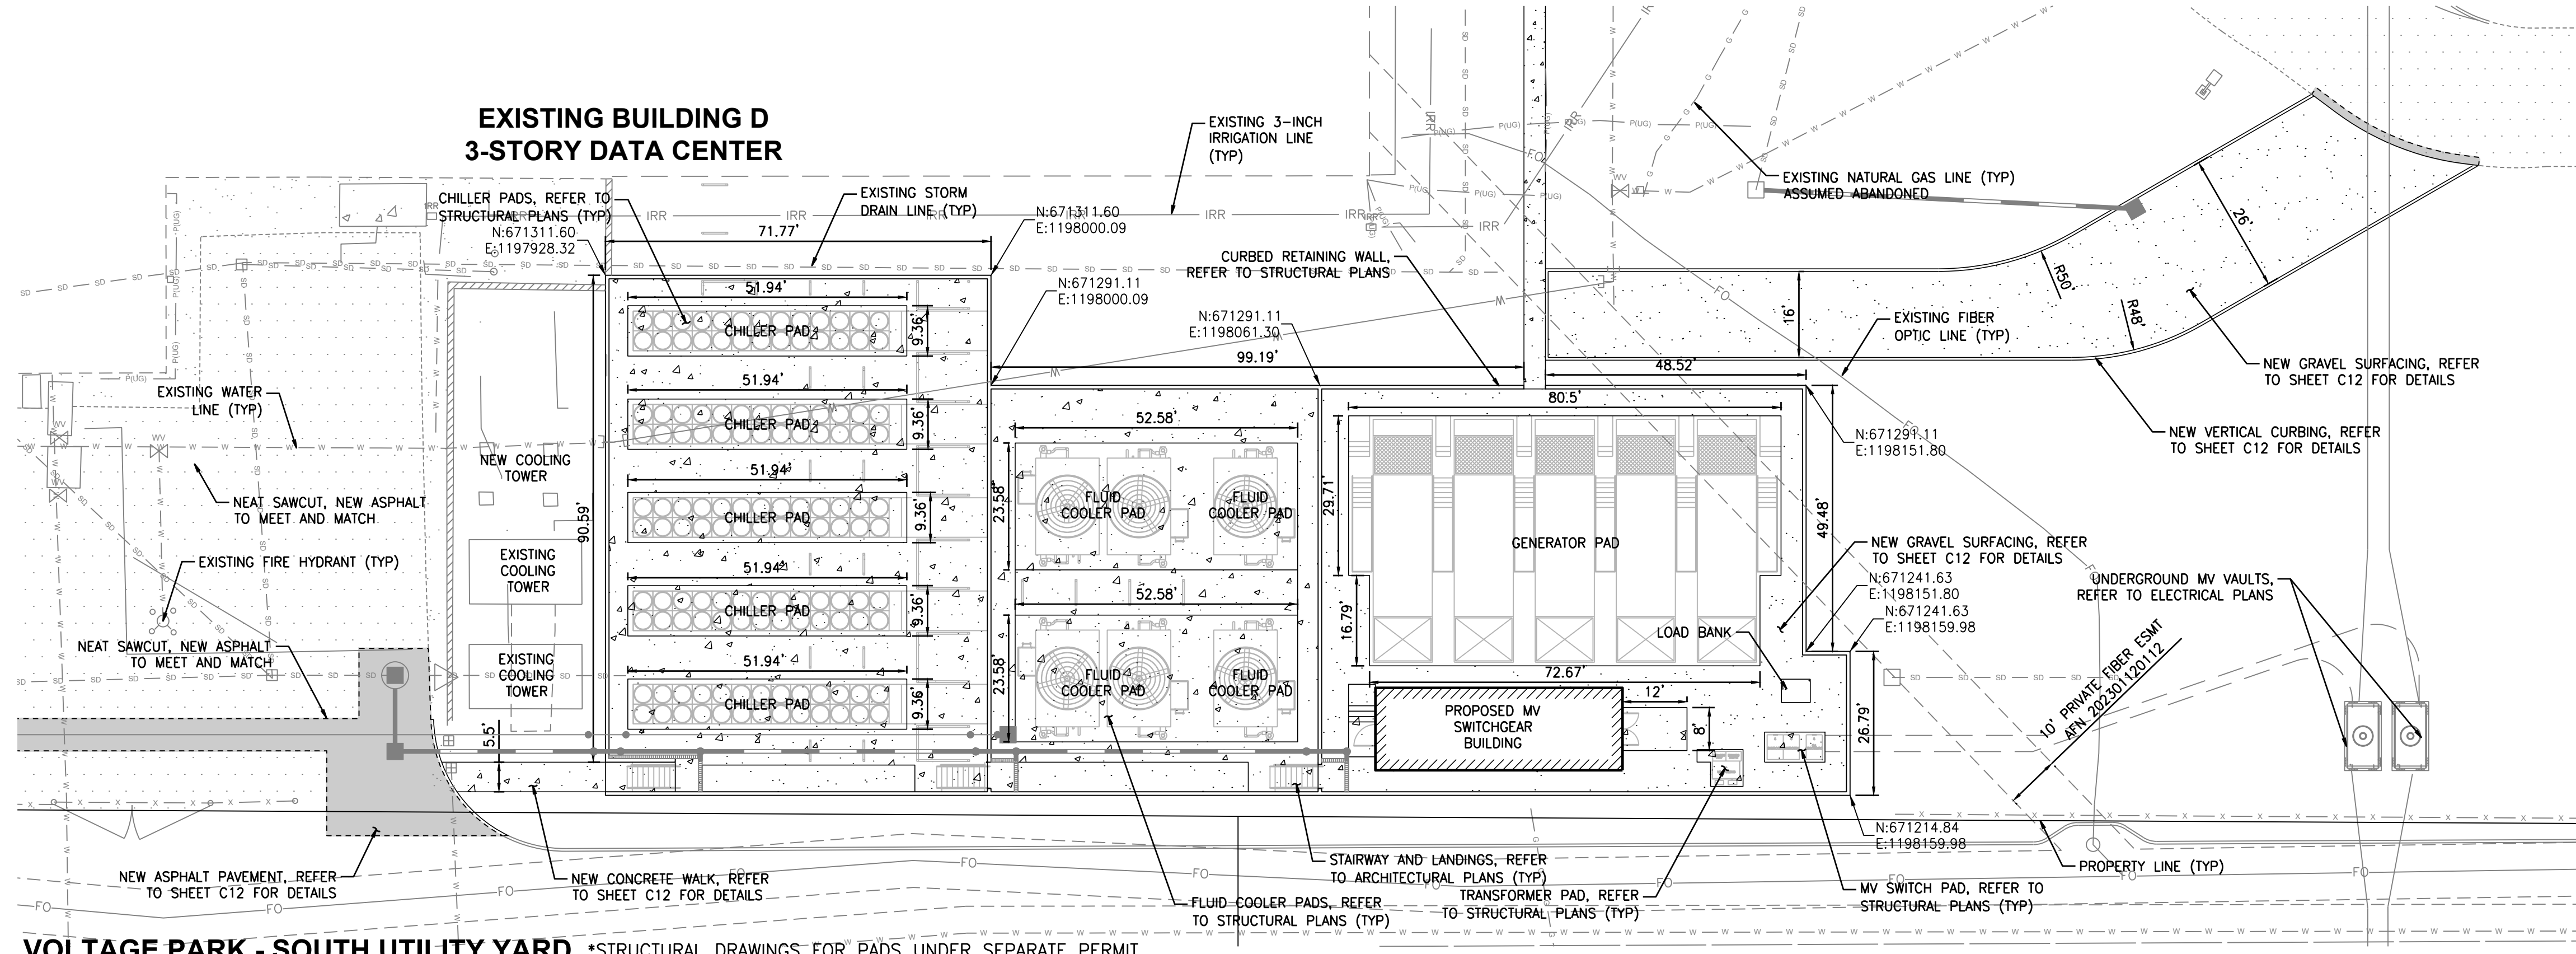 EXISTING BUILDING D
3-STORY DATA CENTER
EXISTING 3-INCH
IRRIGATION LINE
(TYP)
EXISTING NATURAL GAS LINE (TYP)
ASSUMED ABANDONED
CHILLER PADS, REFER TO
STRUCTURAL PLANS (TYP)
N:671311.60
E:1197928.32
EXISTING STORM
DRAIN LINE (TYP)
71.77'
N:671311.60
E:1198000.09
N:671291.11
E:1198000.09
CURBED RETAINING WALL,
REFER TO STRUCTURAL PLANS
N:671291.11
E:1198061.30
99.19'
48.52'
16'
26'
R50'
R48'
EXISTING FIBER
OPTIC LINE (TYP)
NEW GRAVEL SURFACING, REFER
TO SHEET C12 FOR DETAILS
NEW VERTICAL CURBING, REFER
TO SHEET C12 FOR DETAILS
EXISTING WATER
LINE (TYP)
NEAT SAWCUT, NEW ASPHALT
TO MEET AND MATCH
EXISTING FIRE HYDRANT (TYP)
NEAT SAWCUT, NEW ASPHALT
TO MEET AND MATCH
NEW COOLING
TOWER
EXISTING
COOLING
TOWER
EXISTING
COOLING
TOWER
90.59'
5.5'
51.94'
CHILLER PAD
9.36'
51.94'
CHILLER PAD
9.36'
51.94'
CHILLER PAD
9.36'
51.94'
CHILLER PAD
9.36'
51.94'
CHILLER PAD
9.36'
52.58'
23.58'
FLUID
COOLER PAD
FLUID
COOLER PAD
52.58'
23.58'
FLUID
COOLER PAD
FLUID
COOLER PAD
80.5'
29.71'
16.79'
GENERATOR PAD
72.67'
LOAD BANK
12'
8'
PROPOSED MV
SWITCHGEAR
BUILDING
49.48'
26.79'
N:671291.11
E:1198151.80
NEW GRAVEL SURFACING, REFER
TO SHEET C12 FOR DETAILS
N:671241.63
E:1198151.80
N:671241.63
E:1198159.98
UNDERGROUND MV VAULTS,
REFER TO ELECTRICAL PLANS
10' PRIVATE FIBER ESMT
AFN 202301120112
N:671214.84
E:1198159.98
PROPERTY LINE (TYP)
NEW ASPHALT PAVEMENT, REFER
TO SHEET C12 FOR DETAILS
NEW CONCRETE WALK, REFER
TO SHEET C12 FOR DETAILS
STAIRWAY AND LANDINGS, REFER
TO ARCHITECTURAL PLANS (TYP)
FLUID COOLER PADS, REFER
TO STRUCTURAL PLANS (TYP)
TRANSFORMER PAD, REFER
TO STRUCTURAL PLANS (TYP)
MV SWITCH PAD, REFER TO
STRUCTURAL PLANS (TYP)
VOLTAGE PARK - SOUTH UTILITY YARD *STRUCTURAL DRAWINGS FOR PADS UNDER SEPARATE PERMIT